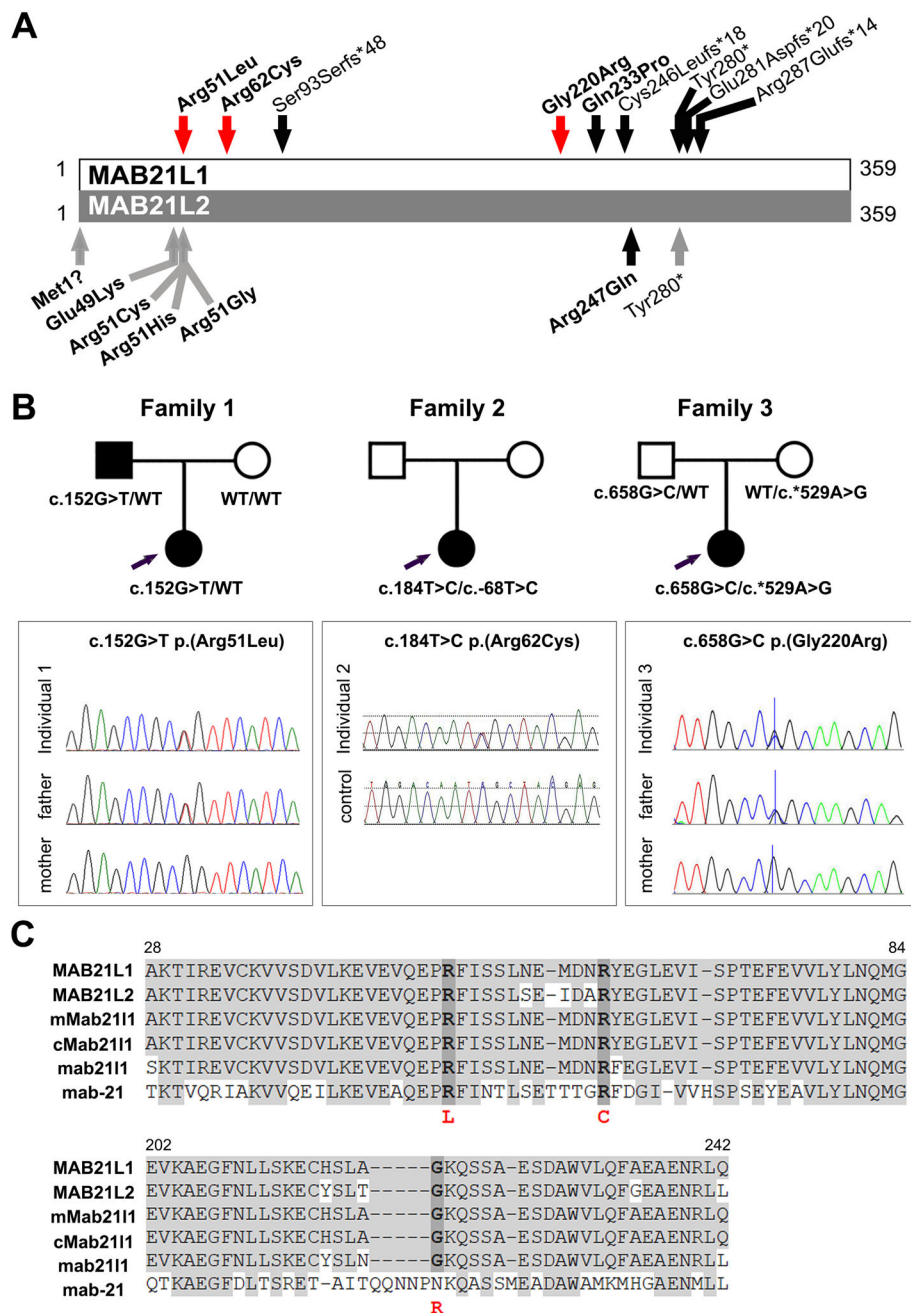 A
Arg51Leu
Arg62Cys
Ser93Serfs*48
Gly220Arg
Gln233Pro
Cys246Leufs*18
Tyr280*
Glu281Aspfs*20
Arg287Glufs*14
1 MAB21L1 359
1 MAB21L2 359
Met1?
Glu49Lys
Arg51Cys
Arg51His
Arg51Gly
Arg247Gln
Tyr280*
B
Family 1 Family 2 Family 3
c.152G>T/WT WT/WT c.658G>C/WT WT/c.*529A>G
c.152G>T/WT c.184T>C/c.-68T>C c.658G>C/c.*529A>G
c.152G>T p.(Arg51Leu) c.184T>C p.(Arg62Cys) c.658G>C p.(Gly220Arg)
Individual 1 Individual 2 Individual 3
father control father
mother mother
C
28 84
MAB21L1 AKTIREVCKVVSDVLKEVEVQEPRFISSLNE-MDNRYEGLEVI-SPTEFEVVLYLNQMG
MAB21L2 AKTIREVCKVVSDVLKEVEVQEPRFISSLSE-IDARYEGLEVI-SPTEFEVVLYLNQMG
mMab21l1 AKTIREVCKVVSDVLKEVEVQEPRFISSLNE-MDNRYEGLEVI-SPTEFEVVLYLNQMG
cMab21l1 AKTIREVCKVVSDVLKEVEVQEPRFISSLNE-MDNRYEGLEVI-SPTEFEVVLYLNQMG
mab21l1 SKTIREVCKVVSDVLKEVEVQEPRFISSLNE-MDNRFEGLEVI-SPTEFEVVLYLNQMG
mab-21 TKTVQRIAKVVQEILKEVEAQEPRFINTLSETTTGRFDGI-VVHSPSEYEAVLYLNQMG
L C
202 242
MAB21L1 EVKAEGFNLLSKECHSLA-----GKQSSA-ESDAWVLQFAEAENRLQ
MAB21L2 EVKAEGFNLLSKECYSLT-----GKQSSA-ESDAWVLQFGEAENRLL
mMab21l1 EVKAEGFNLLSKECHSLA-----GKQSSA-ESDAWVLQFAEAENRLQ
cMab21l1 EVKAEGFNLLSKECHSLA-----GKQSSA-ESDAWVLQFAEAENRLQ
mab21l1 EVKAEGFNLLSKECYSLN-----GKQSSA-ESDAWVLQFAEAENRLL
mab-21 QTKAEGFDLTSRET-AITQQNNPNKQASSMEADAWAMKMHGAENMLL
R